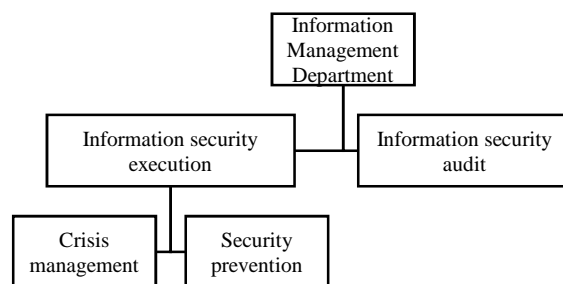 Information
Management
Department
Information security
execution
Information security
audit
Crisis
management
Security
prevention